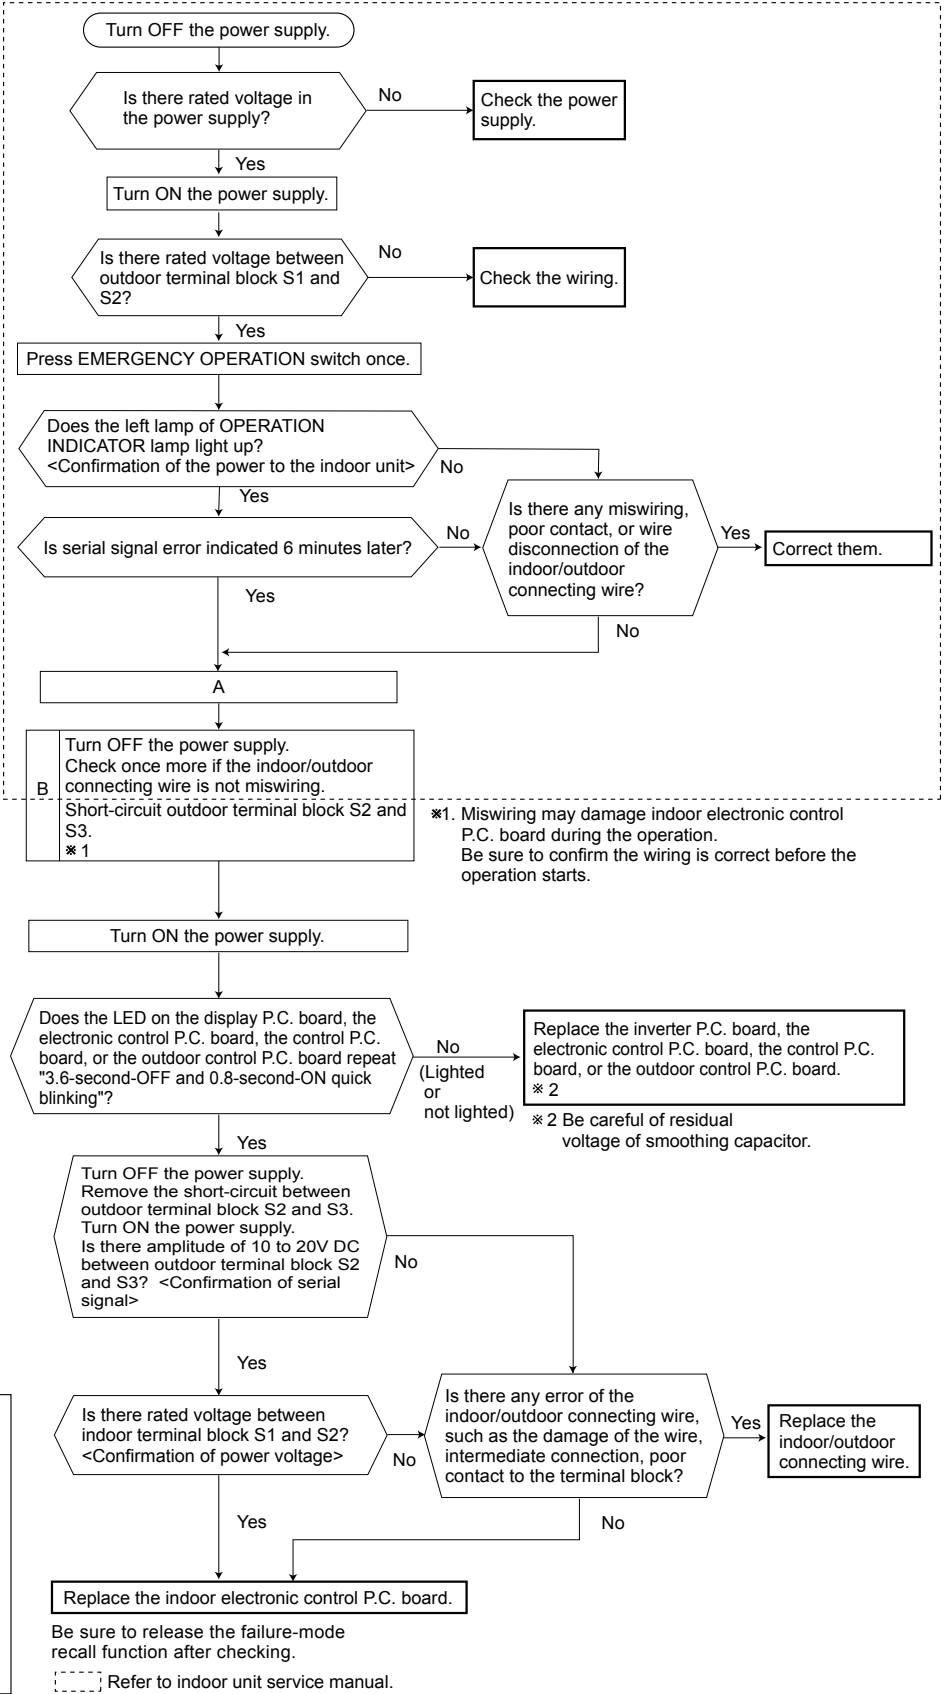 Turn OFF the power supply.
Is there rated voltage in
the power supply?
No
Check the power
supply.
Yes
Turn ON the power supply.
Is there rated voltage between
outdoor terminal block S1 and
S2?
No
Check the wiring.
Yes
Press EMERGENCY OPERATION switch once.
Does the left lamp of OPERATION
INDICATOR lamp light up?
<Confirmation of the power to the indoor unit>
No
Yes
Is serial signal error indicated 6 minutes later?
No
Is there any miswiring,
poor contact, or wire
disconnection of the
indoor/outdoor
connecting wire?
Yes
Correct them.
Yes
No
A
B
Turn OFF the power supply.
Check once more if the indoor/outdoor
connecting wire is not miswiring.
Short-circuit outdoor terminal block S2 and
S3.
※ 1
※1. Miswiring may damage indoor electronic control
P.C. board during the operation.
Be sure to confirm the wiring is correct before the
operation starts.
Turn ON the power supply.
Does the LED on the display P.C. board, the
electronic control P.C. board, the control P.C.
board, or the outdoor control P.C. board repeat
"3.6-second-OFF and 0.8-second-ON quick
blinking"?
No
(Lighted
or
not lighted)
Replace the inverter P.C. board, the
electronic control P.C. board, the control P.C.
board, or the outdoor control P.C. board.
※ 2
※ 2 Be careful of residual
voltage of smoothing capacitor.
Yes
Turn OFF the power supply.
Remove the short-circuit between
outdoor terminal block S2 and S3.
Turn ON the power supply.
Is there amplitude of 10 to 20V DC
between outdoor terminal block S2
and S3? <Confirmation of serial
signal>
No
Yes
Is there rated voltage between
indoor terminal block S1 and S2?
<Confirmation of power voltage>
No
Is there any error of the
indoor/outdoor connecting wire,
such as the damage of the wire,
intermediate connection, poor
contact to the terminal block?
Yes
Replace the
indoor/outdoor
connecting wire.
Yes
No
Replace the indoor electronic control P.C. board.
Be sure to release the failure-mode
recall function after checking.
Refer to indoor unit service manual.